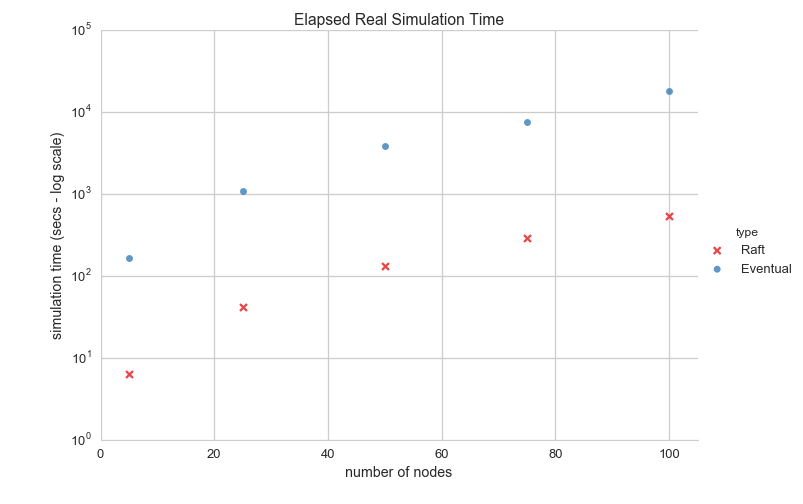 Elapsed Real Simulation Time
simulation time (secs - log scale)
10^5
10^4
10^3
10^2
10^1
10^0
0 20 40 60 80 100
number of nodes
type
Raft
Eventual